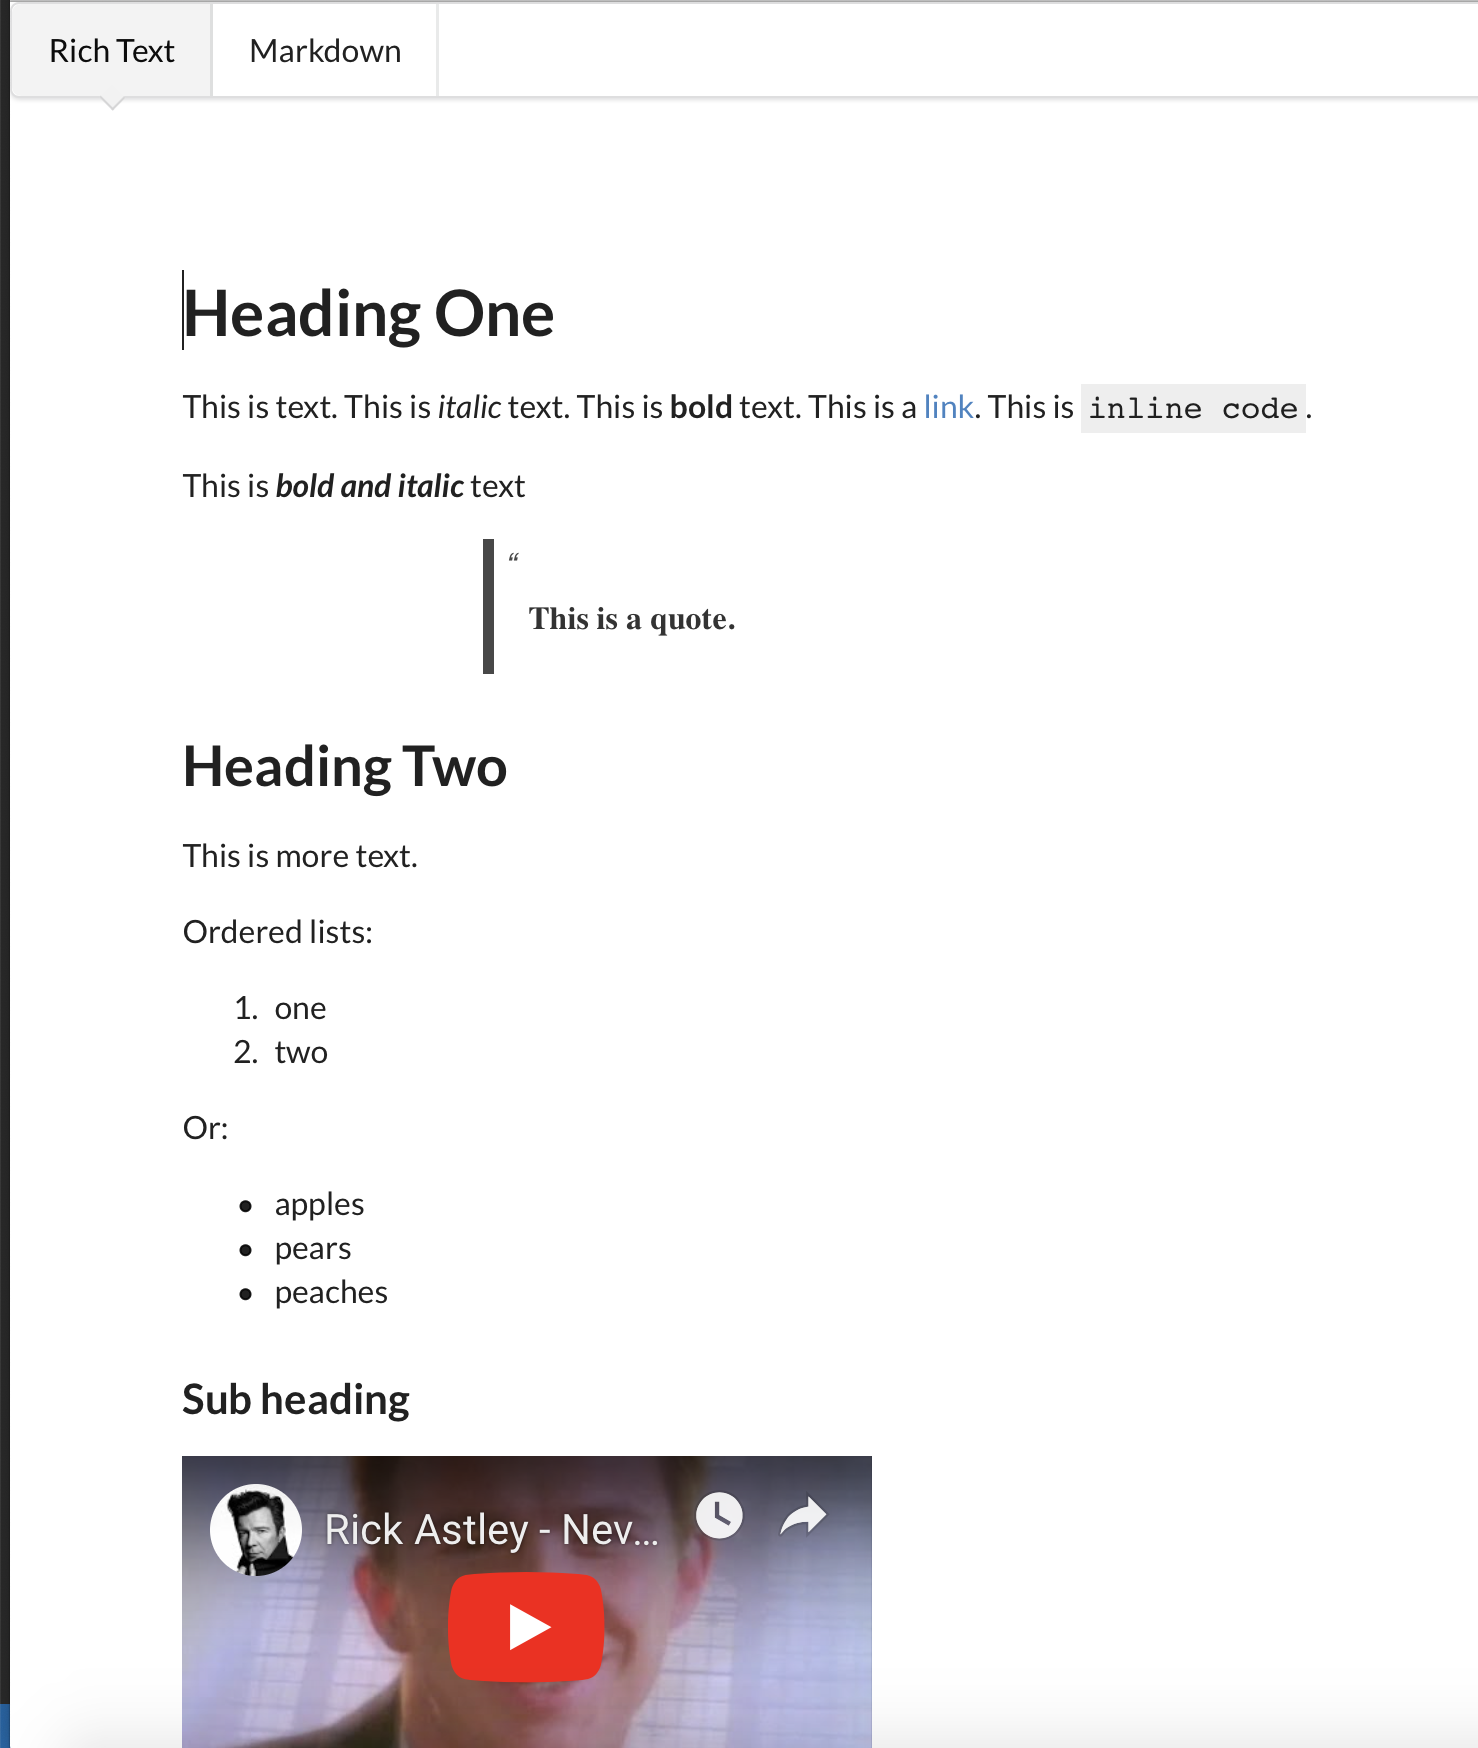 Rich Text Markdown
Heading One
This is text. This is italic text. This is bold text. This is a link. This is inline code.
This is bold and italic text
“
This is a quote.
Heading Two
This is more text.
Ordered lists:
1. one
2. two
Or:
• apples
• pears
• peaches
Sub heading
Rick Astley - Nev...